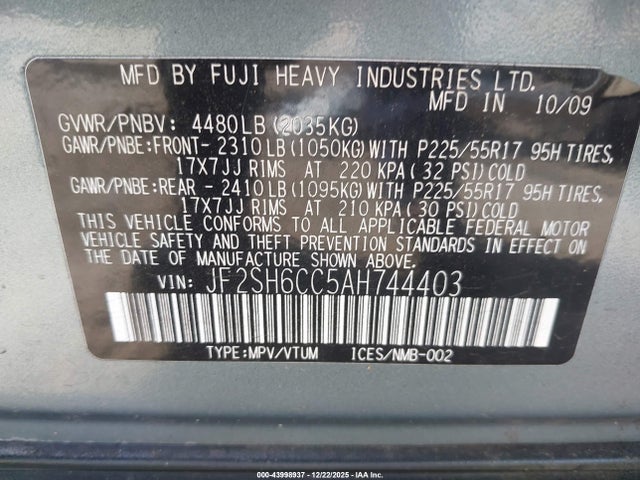 MFD BY FUJI HEAVY INDUSTRIES LTD.
MFD IN 10/09
GVWR/PNBV: 4480LB(2035KG)
GAWR/PNBE:FRONT- 2310LB(1050KG)WITH P225/55R17 95H TIRES,
17X7JJ RIMS AT 220 KPA( 32 PSI)COLD
GAWR/PNBE:REAR - 2410LB(1095KG)WITH P225/55R17 95H TIRES,
17X7JJ RIMS AT 210 KPA( 30 PSI)COLD
THIS VEHICLE CONFORMS TO ALL APPLICABLE FEDERAL MOTOR
VEHICLE SAFETY AND THEFT PREVENTION STANDARDS IN EFFECT ON
THE DATE OF MANUFACTURE SHOWN ABOVE.
VIN: JF2SH6CC5AH744403
TYPE:MPV/VTUM ICES/NMB-002
000-43998937 - 12/22/2025 - IAA, Inc.